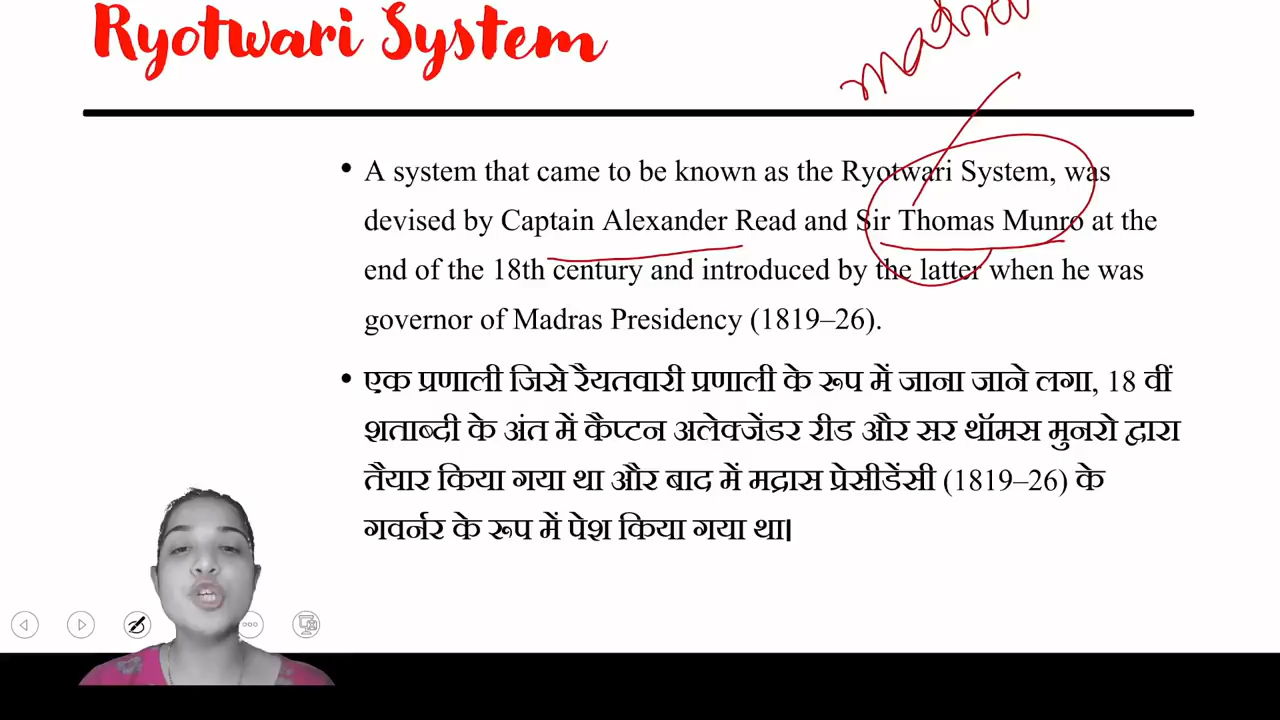 Ryotwari System
• A system that came to be known as the Ryotwari System, was
devised by Captain Alexander Read and Sir Thomas Munro at the
end of the 18th century and introduced by the latter when he was
governor of Madras Presidency (1819–26).
• एक प्रणाली जिसे रैयतवारी प्रणाली के रूप में जाना जाने लगा, 18 वीं
शताब्दी के अंत में कैप्टन अलेक्जेंडर रीड और सर थॉमस मुनरो द्वारा
तैयार किया गया था और बाद में मद्रास प्रेसीडेंसी (1819–26) के
गवर्नर के रूप में पेश किया गया था।